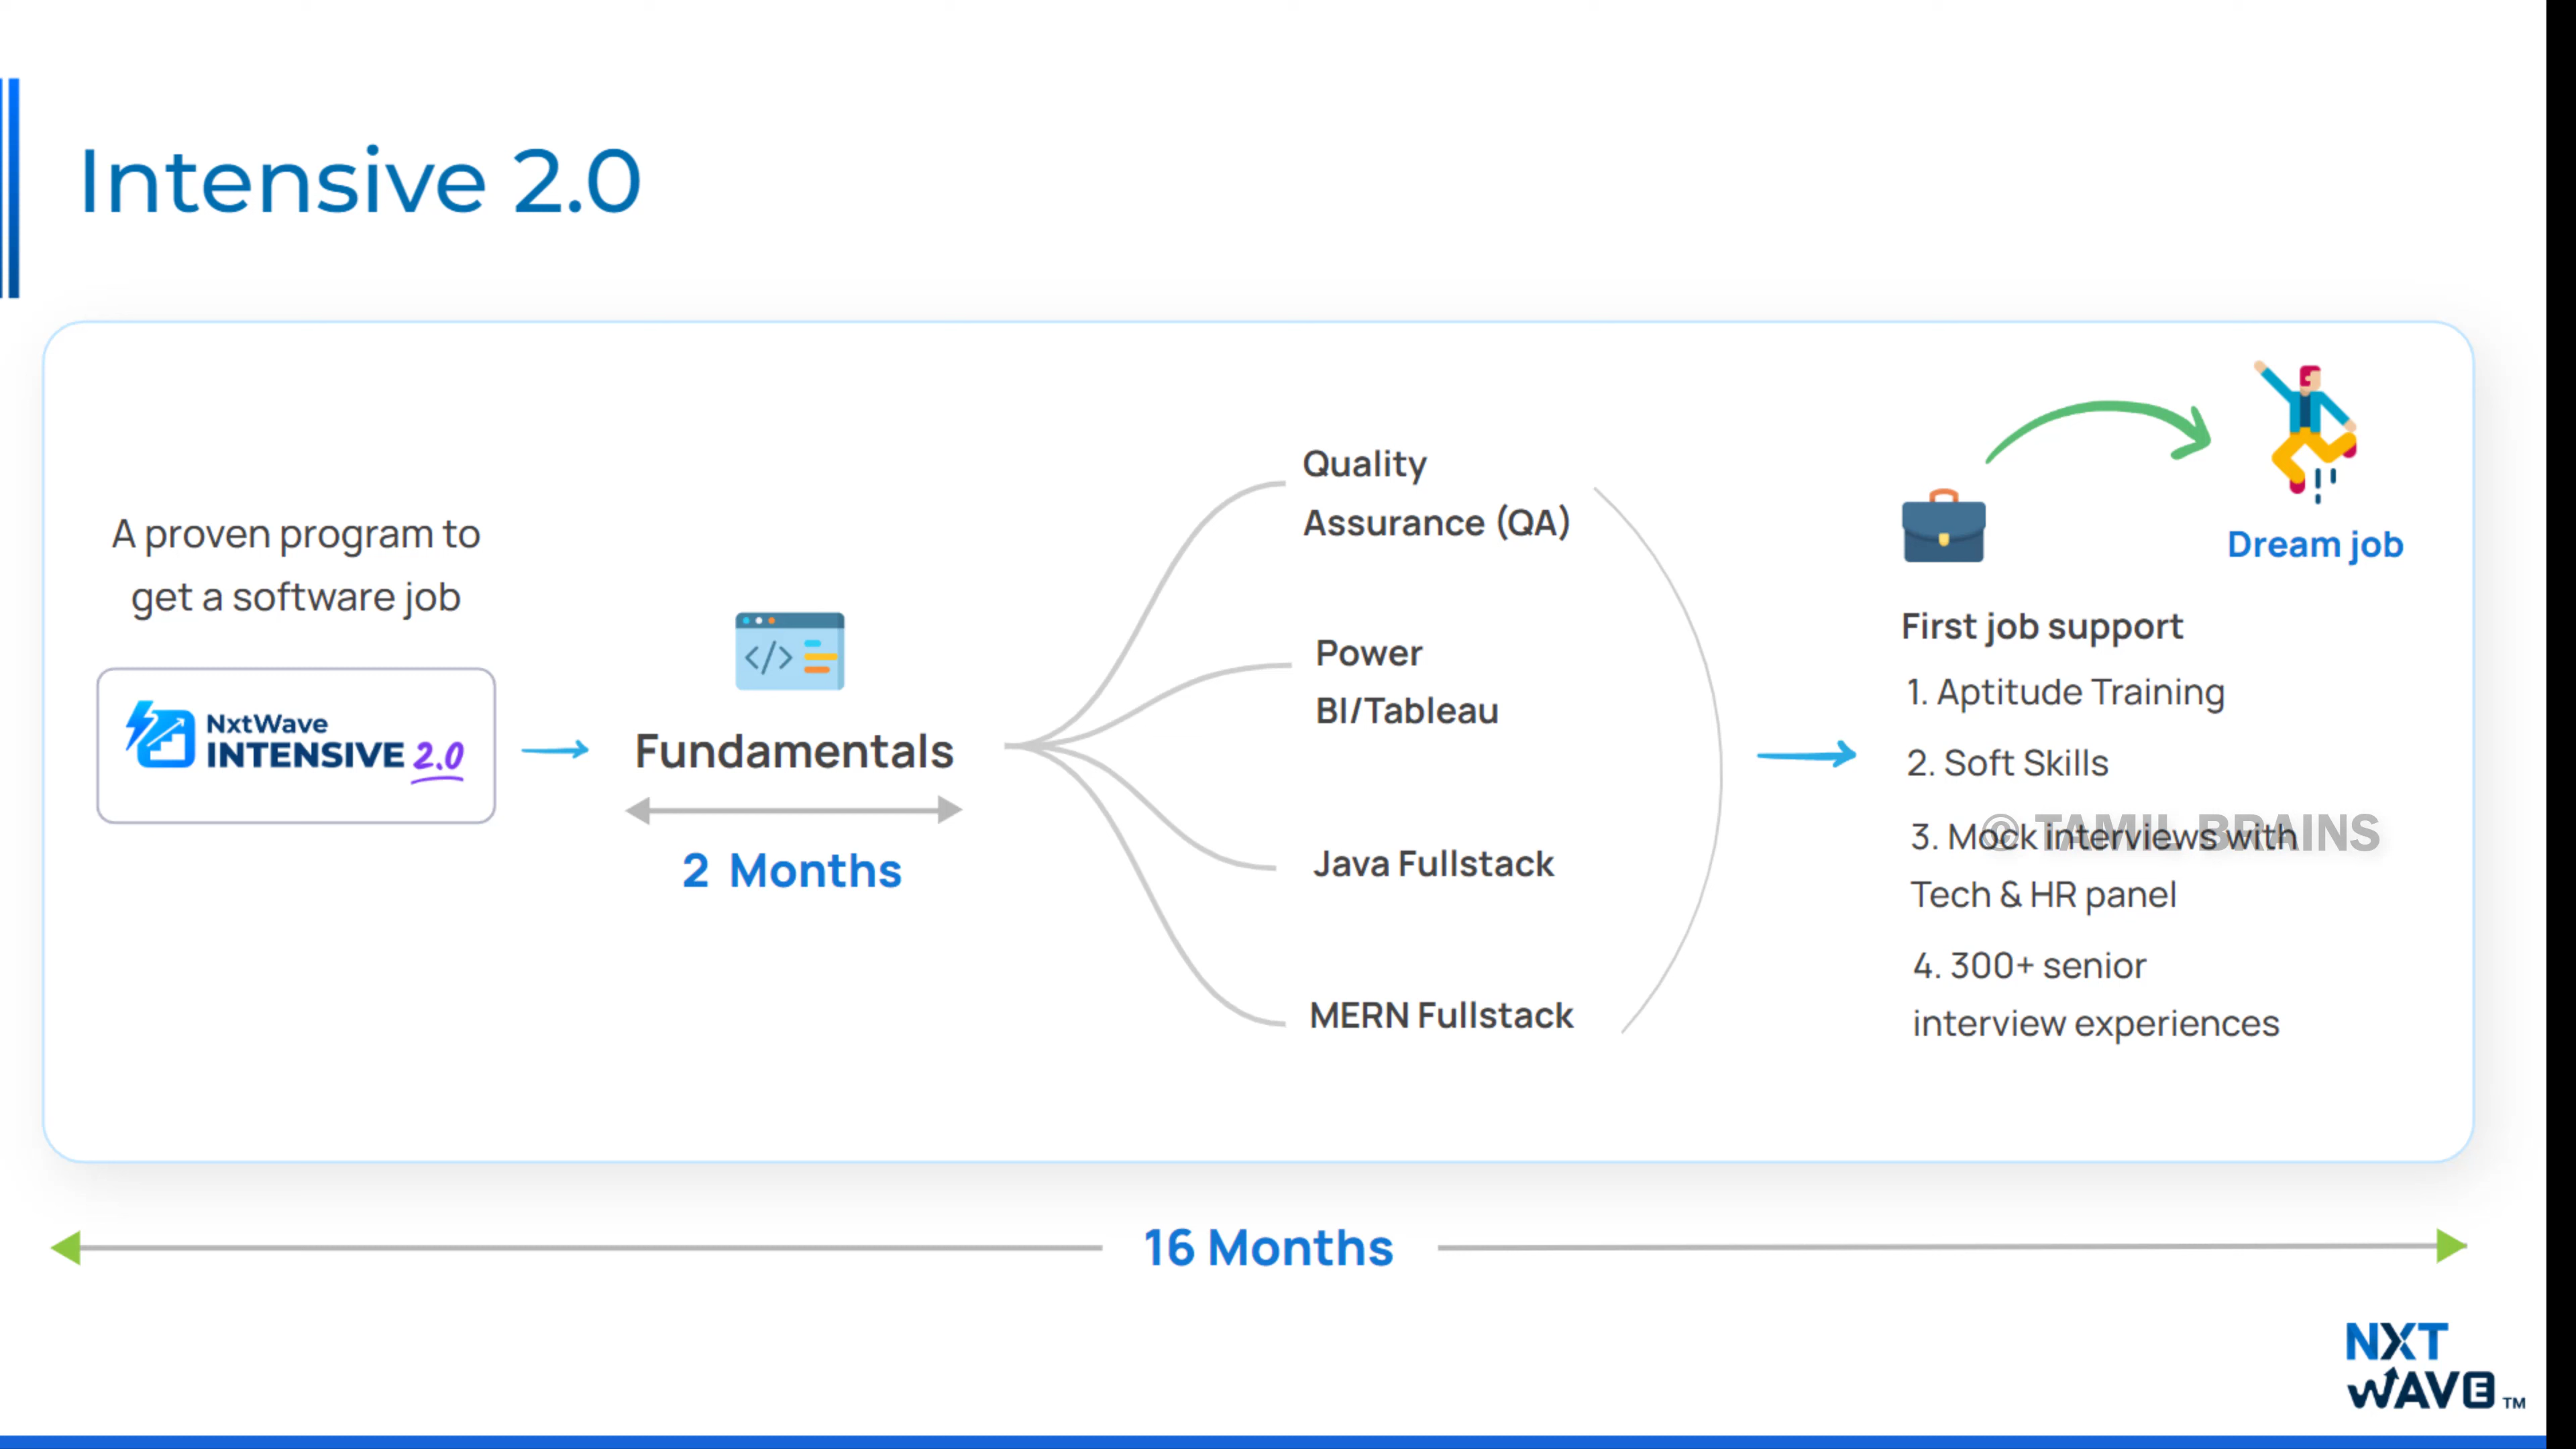 Intensive 2.0
A proven program to
get a software job
NxtWave
INTENSIVE 2.0
</>
Fundamentals
2 Months
Quality
Assurance (QA)
Power
BI/Tableau
Java Fullstack
MERN Fullstack
Dream job
First job support
1. Aptitude Training
2. Soft Skills
3. Mock interviews with
Tech & HR panel
4. 300+ senior
interview experiences
© TAMIL BRAINS
16 Months
NXT
WAVE TM